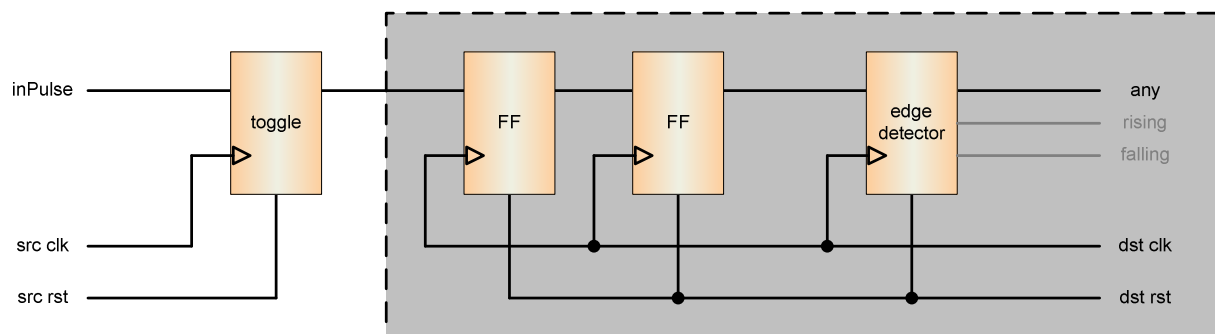 inPulse
toggle
FF
FF
edge
detector
any
rising
falling
src clk
dst clk
src rst
dst rst